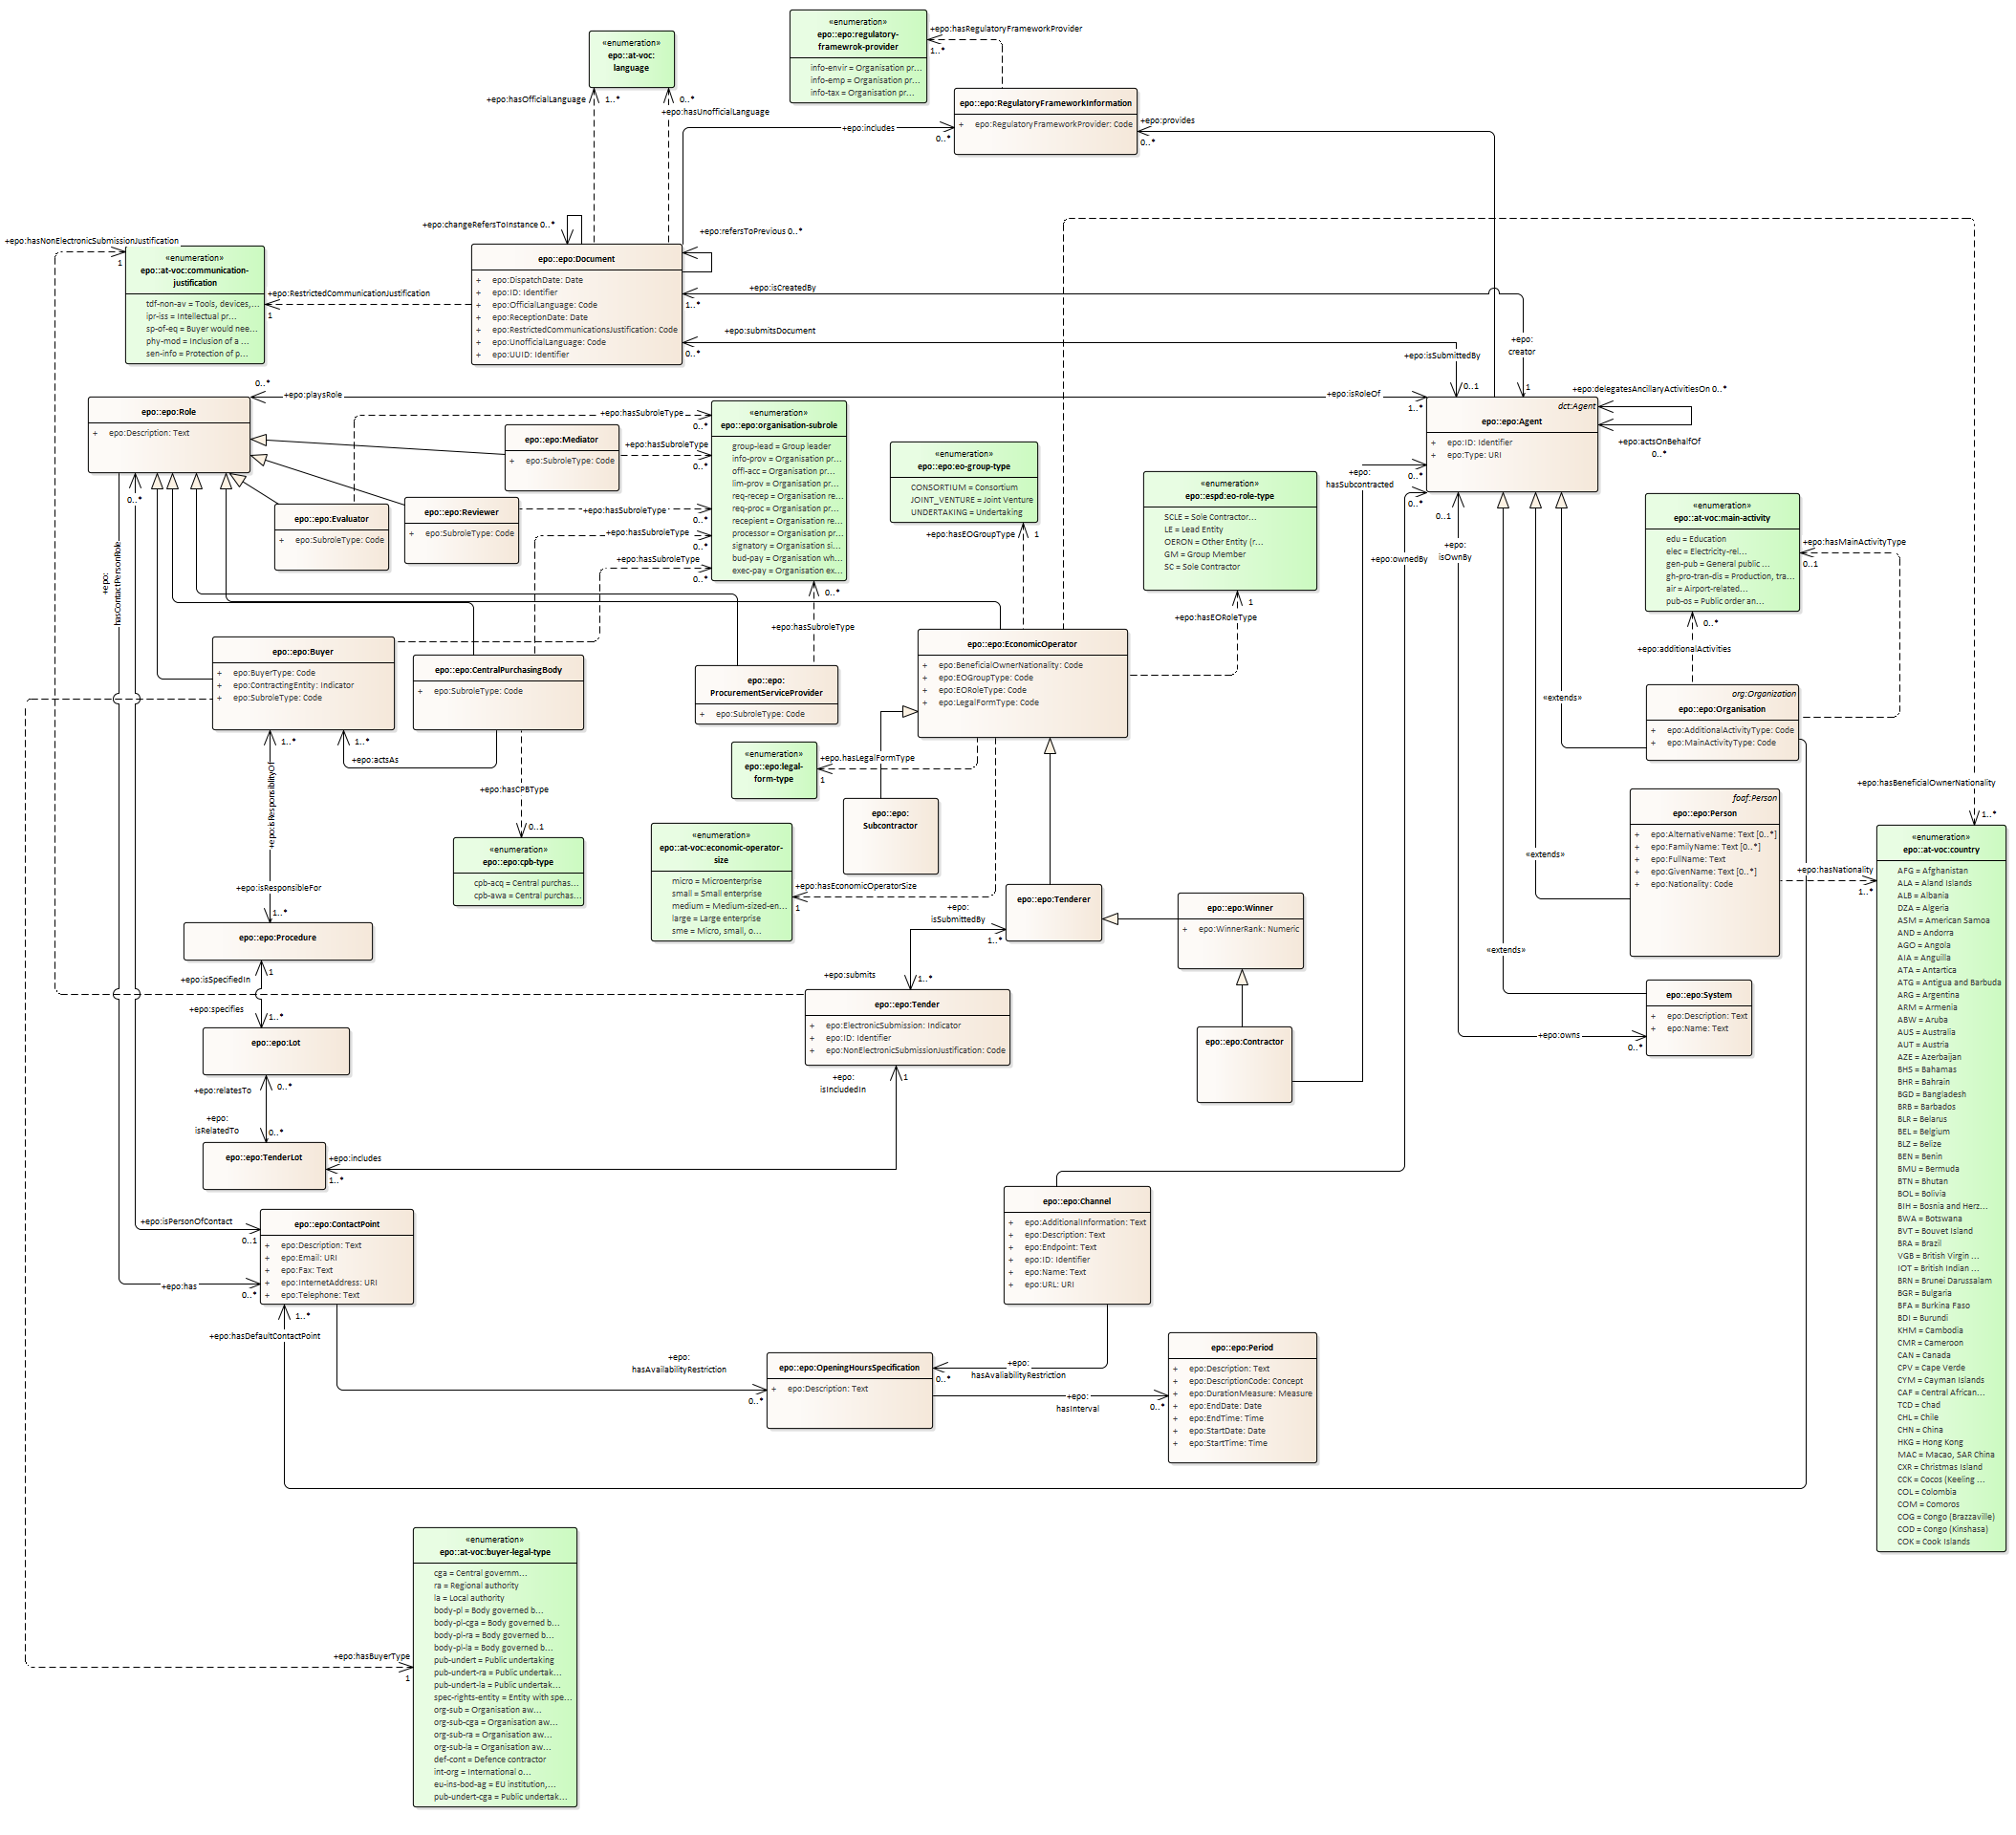 «enumeration»
epo::epo:regulatory-
framewrok-provider
info-envir = Organisation pr...
info-emp = Organisation pr...
info-tax = Organisation pr...
+epo:hasRegulatoryFrameworkProvider
1..*
«enumeration»
epo::at-voc:
language
+epo:hasOfficialLanguage
1..*
0..*
+epo:hasUnofficialLanguage
epo::epo:RegulatoryFrameworkInformation
+ epo:RegulatoryFrameworkProvider: Code
+epo:includes
0..*
+epo:provides
0..*
+epo:changeRefersToInstance 0..*
+epo:refersToPrevious 0..*
+epo:hasNonElectronicSubmissionJustification
1
«enumeration»
epo::at-voc:communication-
justification
tdf-non-av = Tools, devices,...
ipr-iss = Intellectual pr...
sp-of-eq = Buyer would nee...
phy-mod = Inclusion of a ...
sen-info = Protection of p...
+epo:RestrictedCommunicationJustification
1
epo::epo:Document
+ epo:DispatchDate: Date
+ epo:ID: Identifier
+ epo:OfficialLanguage: Code
+ epo:ReceptionDate: Date
+ epo:RestrictedCommunicationsJustification: Code
+ epo:UnofficialLanguage: Code
+ epo:UUID: Identifier
+epo:isCreatedBy
1..*
+epo:submitsDocument
0..*
+epo:isSubmittedBy
0..1
+epo:
creator
1
0..*
+epo:playsRole
+epo:isRoleOf
1..*
+epo:delegatesAncillaryActivitiesOn 0..*
+epo:actsOnBehalfOf
0..*
epo::epo:Role
+ epo:Description: Text
epo::epo:Mediator
+ epo:SubroleType: Code
epo::epo:Evaluator
+ epo:SubroleType: Code
epo::epo:Reviewer
+ epo:SubroleType: Code
+epo:hasSubroleType
0..*
+epo:hasSubroleType
0..*
+epo:hasSubroleType
0..*
+epo:hasSubroleType
0..*
+epo:hasSubroleType
0..*
«enumeration»
epo::epo:organisation-subrole
group-lead = Group leader
info-prov = Organisation pr...
offl-acc = Organisation pr...
lim-prov = Organisation pr...
req-recep = Organisation re...
req-proc = Organisation pr...
recepient = Organisation re...
processor = Organisation pr...
signatory = Organisation si...
bud-pay = Organisation wh...
exec-pay = Organisation ex...
0..*
+epo:hasSubroleType
«enumeration»
epo::epo:eo-group-type
CONSORTIUM = Consortium
JOINT_VENTURE = Joint Venture
UNDERTAKING = Undertaking
+epo:hasEOGroupType
1
«enumeration»
epo::espd:eo-role-type
SCLE = Sole Contractor...
LE = Lead Entity
OERON = Other Entity (r...
GM = Group Member
SC = Sole Contractor
1
+epo:hasEORoleType
dct:Agent
epo::epo:Agent
+ epo:ID: Identifier
+ epo:Type: URI
+epo:
hasSubcontracted
0..*
0..*
+epo:ownedBy
0..1
+epo:
isOwnBy
«enumeration»
epo::at-voc:main-activity
edu = Education
elec = Electricity-rel...
gen-pub = General public ...
gh-pro-tran-dis = Production, tra...
air = Airport-related...
pub-os = Public order an...
+epo:hasMainActivityType
0..1
0..*
+epo:additionalActivities
org:Organization
epo::epo:Organisation
+ epo:AdditionalActivityType: Code
+ epo:MainActivityType: Code
«extends»
«extends»
«extends»
0..*
+epo:
hasContactPersonRole
epo::epo:Buyer
+ epo:BuyerType: Code
+ epo:ContractingEntity: Indicator
+ epo:SubroleType: Code
epo::epo:CentralPurchasingBody
+ epo:SubroleType: Code
epo::epo:
ProcurementServiceProvider
+ epo:SubroleType: Code
epo::epo:EconomicOperator
+ epo:BeneficialOwnerNationality: Code
+ epo:EOGroupType: Code
+ epo:EORoleType: Code
+ epo:LegalFormType: Code
1..*
1..*
+epo:actsAs
+epo:isResponsiblityOf
+epo:isResponsibleFor
1..*
+epo:hasCPBType
0..1
«enumeration»
epo::epo:cpb-type
cpb-acq = Central purchas...
cpb-awa = Central purchas...
«enumeration»
epo::epo:legal-
form-type
+epo.hasLegalFormType
1
«enumeration»
epo::at-voc:economic-operator-
size
micro = Microenterprise
small = Small enterprise
medium = Medium-sized-en...
large = Large enterprise
sme = Micro, small, o...
+epo:hasEconomicOperatorSize
1
epo::epo:
Subcontractor
epo::epo:Tenderer
+epo:
isSubmittedBy
1..*
epo::epo:Winner
+ epo:WinnerRank: Numeric
epo::epo:Contractor
foaf:Person
epo::epo:Person
+ epo:AlternativeName: Text [0..*]
+ epo:FamilyName: Text [0..*]
+ epo:FullName: Text
+ epo:GivenName: Text [0..*]
+ epo:Nationality: Code
+epo:hasNationality
1..*
+epo:hasBeneficialOwnerNationality
1..*
epo::epo:System
+ epo:Description: Text
+ epo:Name: Text
+epo:owns
0..*
epo::epo:Procedure
+epo:isSpecifiedIn
1
+epo:specifies
1..*
epo::epo:Lot
+epo:relatesTo
0..*
+epo:
isRelatedTo
0..*
epo::epo:TenderLot
+epo:includes
1..*
+epo:submits
1..*
epo::epo:Tender
+ epo:ElectronicSubmission: Indicator
+ epo:ID: Identifier
+ epo:NonElectronicSubmissionJustification: Code
+epo:
isIncludedIn
1
+epo:isPersonOfContact
0..1
+epo:has
0..*
epo::epo:ContactPoint
+ epo:Description: Text
+ epo:Email: URI
+ epo:Fax: Text
+ epo:InternetAddress: URI
+ epo:Telephone: Text
1..*
+epo:hasDefaultContactPoint
epo::epo:Channel
+ epo:AdditionalInformation: Text
+ epo:Description: Text
+ epo:Endpoint: Text
+ epo:ID: Identifier
+ epo:Name: Text
+ epo:URL: URI
+epo:
hasAvailabilityRestriction
0..*
epo::epo:OpeningHoursSpecification
+ epo:Description: Text
+epo:
hasAvaliabilityRestriction
0..*
+epo:
hasInterval
0..*
epo::epo:Period
+ epo:Description: Text
+ epo:DescriptionCode: Concept
+ epo:DurationMeasure: Measure
+ epo:EndDate: Date
+ epo:EndTime: Time
+ epo:StartDate: Date
+ epo:StartTime: Time
«enumeration»
epo::at-voc:country
AFG = Afghanistan
ALA = Aland Islands
ALB = Albania
DZA = Algeria
ASM = American Samoa
AND = Andorra
AGO = Angola
AIA = Anguilla
ATA = Antartica
ATG = Antigua and Barbuda
ARG = Argentina
ARM = Armenia
ABW = Aruba
AUS = Australia
AUT = Austria
AZE = Azerbaijan
BHS = Bahamas
BHR = Bahrain
BGD = Bangladesh
BRB = Barbados
BLR = Belarus
BEL = Belgium
BLZ = Belize
BEN = Benin
BMU = Bermuda
BTN = Bhutan
BOL = Bolivia
BIH = Bosnia and Herz...
BWA = Botswana
BVT = Bouvet Island
BRA = Brazil
VGB = British Virgin ...
IOT = British Indian ...
BRN = Brunei Darussalam
BGR = Bulgaria
BFA = Burkina Faso
BDI = Burundi
KHM = Cambodia
CMR = Cameroon
CAN = Canada
CPV = Cape Verde
CYM = Cayman Islands
CAF = Central African...
TCD = Chad
CHL = Chile
CHN = China
HKG = Hong Kong
MAC = Macao, SAR China
CXR = Christmas Island
CCK = Cocos (Keeling ...
COL = Colombia
COM = Comoros
COG = Congo (Brazzaville)
COD = Congo (Kinshasa)
COK = Cook Islands
+epo:hasBuyerType
1
«enumeration»
epo::at-voc:buyer-legal-type
cga = Central governm...
ra = Regional authority
la = Local authority
body-pl = Body governed b...
body-pl-cga = Body governed b...
body-pl-ra = Body governed b...
body-pl-la = Body governed b...
pub-undert = Public undertaking
pub-undert-ra = Public undertak...
pub-undert-la = Public undertak...
spec-rights-entity = Entity with spe...
org-sub = Organisation aw...
org-sub-cga = Organisation aw...
org-sub-ra = Organisation aw...
org-sub-la = Organisation aw...
def-cont = Defence contractor
int-org = International o...
eu-ins-bod-ag = EU institution,...
pub-undert-cga = Public undertak...